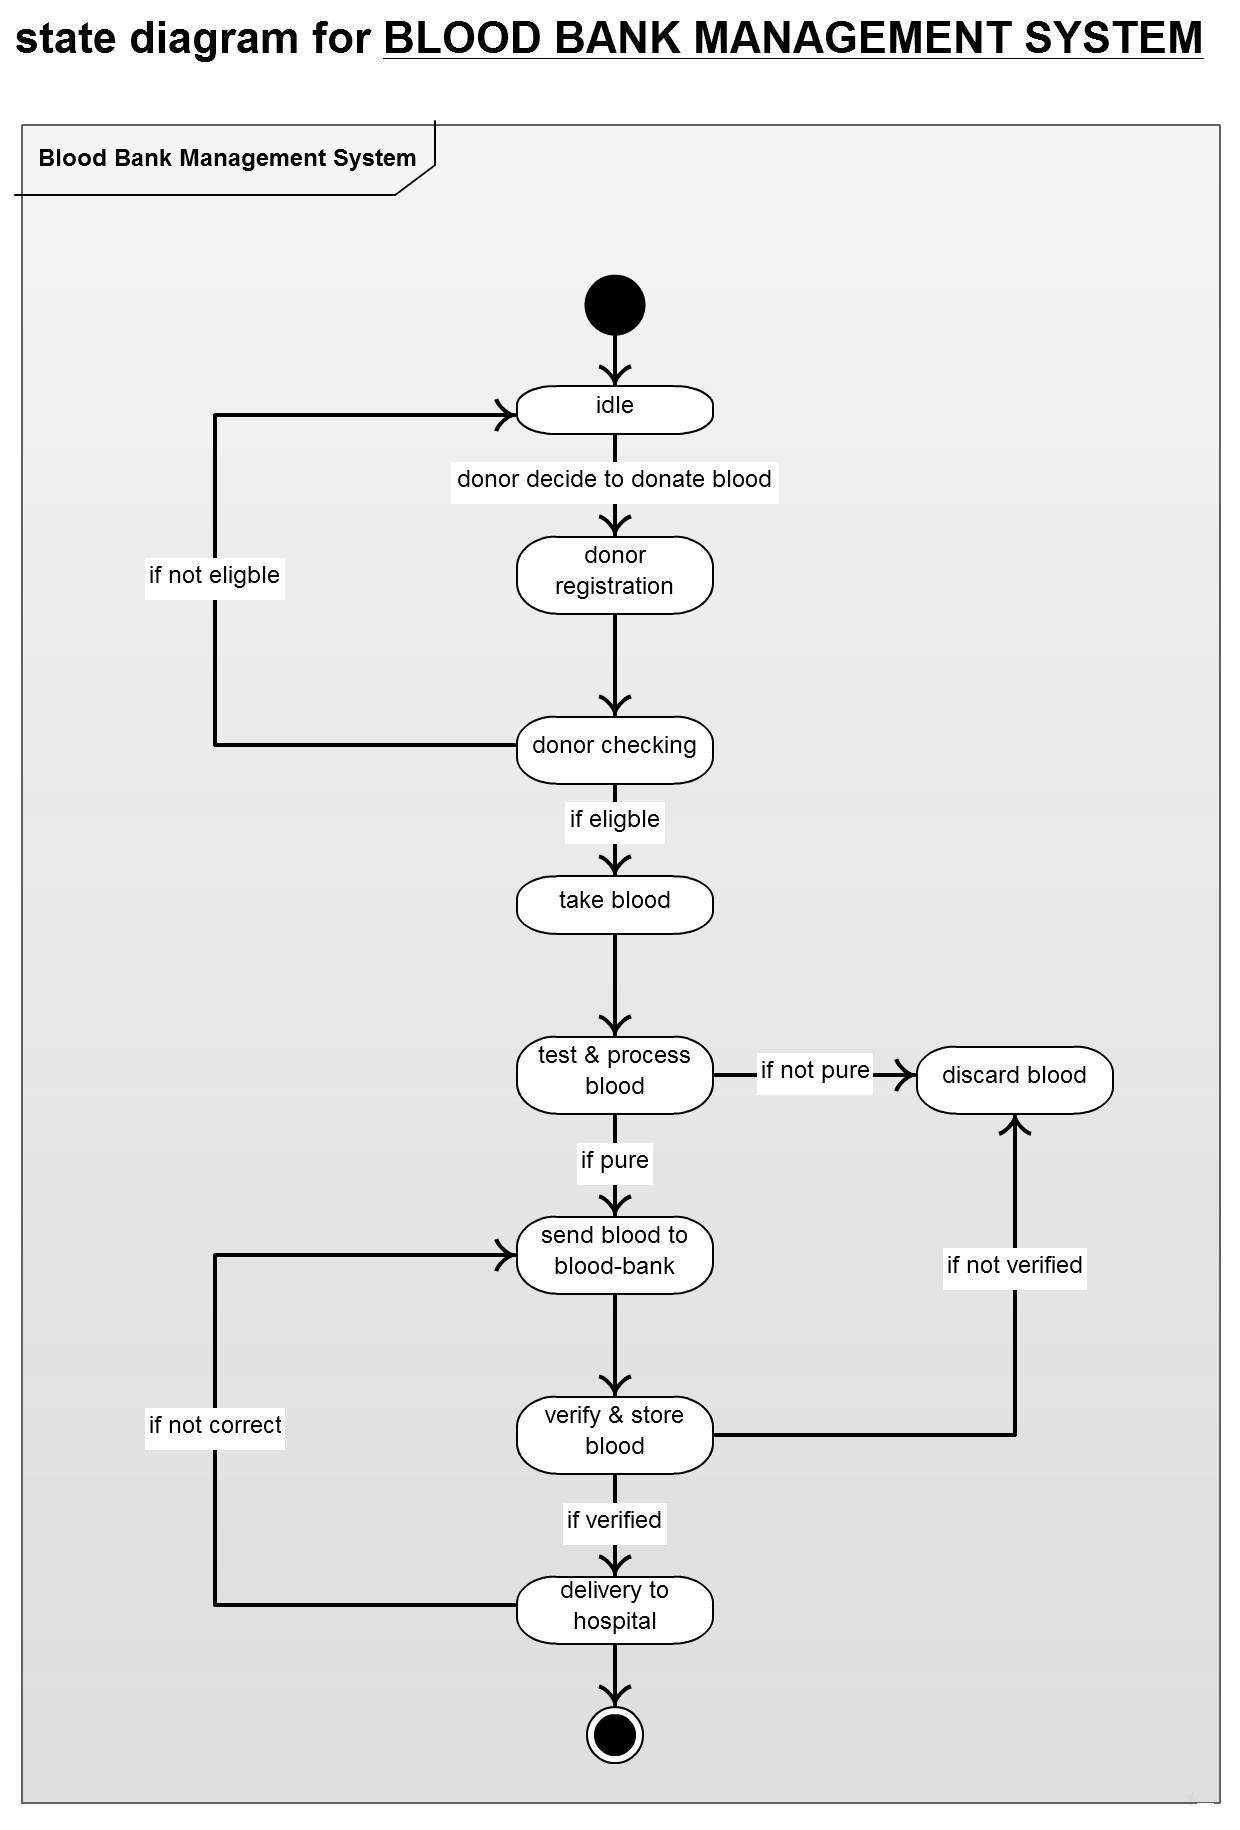 state diagram for BLOOD BANK MANAGEMENT SYSTEM
Blood Bank Management System
idle
donor decide to donate blood
donor
registration
if not eligble
donor checking
if eligble
take blood
test & process
blood
if not pure
discard blood
if pure
send blood to
blood-bank
if not verified
verify & store
blood
if not correct
if verified
delivery to
hospital